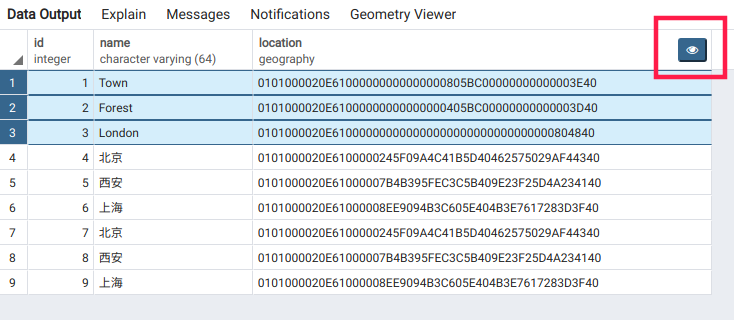 Data Output Explain Messages Notifications Geometry Viewer
id name location
integer character varying (64) geography
1 1 Town 0101000020E61000000000000000805BC00000000000003E40
2 2 Forest 0101000020E61000000000000000405BC00000000000003D40
3 3 London 0101000020E610000000000000000000000000000000804840
4 4 北京 0101000020E6100000245F09A4C41B5D40462575029AF44340
5 5 西安 0101000020E61000007B4B395FEC3C5B409E23F25D4A234140
6 6 上海 0101000020E61000008EE9094B3C605E404B3E7617283D3F40
7 7 北京 0101000020E6100000245F09A4C41B5D40462575029AF44340
8 8 西安 0101000020E61000007B4B395FEC3C5B409E23F25D4A234140
9 9 上海 0101000020E61000008EE9094B3C605E404B3E7617283D3F40